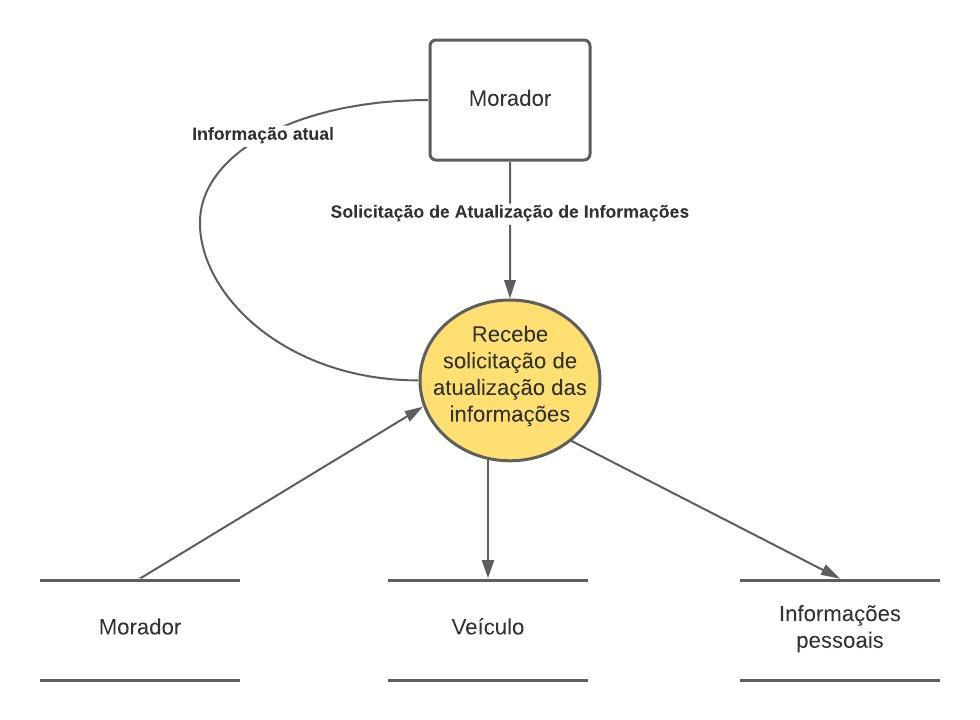 Morador
Informação atual
Solicitação de Atualização de Informações
Recebe
solicitação de
atualização das
informações
Morador
Veículo
Informações
pessoais